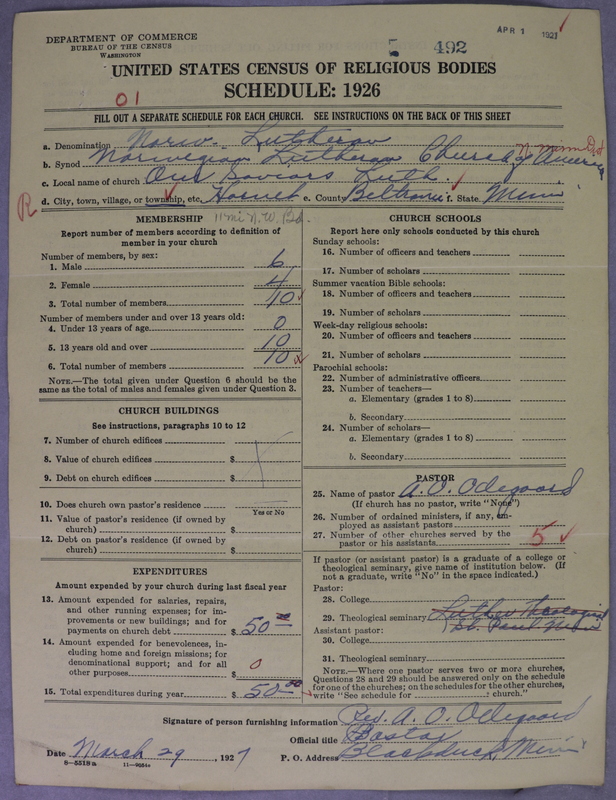 DEPARTMENT OF COMMERCE
BUREAU OF THE CENSUS
WASHINGTON
5 492
APR 1 1927
UNITED STATES CENSUS OF RELIGIOUS BODIES
SCHEDULE: 1926
01
FILL OUT A SEPARATE SCHEDULE FOR EACH CHURCH. SEE INSTRUCTIONS ON THE BACK OF THIS SHEET
a. Denomination Norw. Lutheran
b. Synod Norwegian Lutheran Church of America N. Minn Dist
c. Local name of church Our Saviors Luth.
d. City, town, village, or township, etc. Hornet e. County Beltrami f. State Minn
R
11 mi N.W. Bd.
MEMBERSHIP
Report number of members according to definition of member in your church
Number of members, by sex:
1. Male 6
2. Female 4
3. Total number of members 10
Number of members under and over 13 years old:
4. Under 13 years of age 0
5. 13 years old and over 10
6. Total number of members 10
NOTE.—The total given under Question 6 should be the same as the total of males and females given under Question 3.
CHURCH BUILDINGS
See instructions, paragraphs 10 to 12
7. Number of church edifices
8. Value of church edifices $
9. Debt on church edifices $
10. Does church own pastor's residence
Yes or No
11. Value of pastor's residence (if owned by church) $
12. Debt on pastor's residence (if owned by church) $
EXPENDITURES
Amount expended by your church during last fiscal year
13. Amount expended for salaries, repairs, and other running expenses; for improvements or new buildings; and for payments on church debt $ 50
14. Amount expended for benevolences, including home and foreign missions; for denominational support; and for all other purposes $ 0
15. Total expenditures during year $ 50.00
CHURCH SCHOOLS
Report here only schools conducted by this church
Sunday schools:
16. Number of officers and teachers
17. Number of scholars
Summer vacation Bible schools:
18. Number of officers and teachers
19. Number of scholars
Week-day religious schools:
20. Number of officers and teachers
21. Number of scholars
Parochial schools:
22. Number of administrative officers
23. Number of teachers—
a. Elementary (grades 1 to 8)
b. Secondary
24. Number of scholars—
a. Elementary (grades 1 to 8)
b. Secondary
PASTOR
25. Name of pastor A. O. Odegaard
(If church has no pastor, write "None")
26. Number of ordained ministers, if any, employed as assistant pastors
27. Number of other churches served by the pastor or his assistants 5
If pastor (or assistant pastor) is a graduate of a college or theological seminary, give name of institution below. (If not a graduate, write "No" in the space indicated.)
Pastor:
28. College
29. Theological seminary Luther Theological
St. Paul Minn
Assistant pastor:
30. College
31. Theological seminary
NOTE.—Where one pastor serves two or more churches, Questions 28 and 29 should be answered only on the schedule for one of the churches; on the schedules for the other churches, write "See schedule for church."
Signature of person furnishing information Rev. A. O. Odegaard
Official title Pastor
Date March 29, 1927 P. O. Address Blackduck, Minn
8—5518a 11—9054